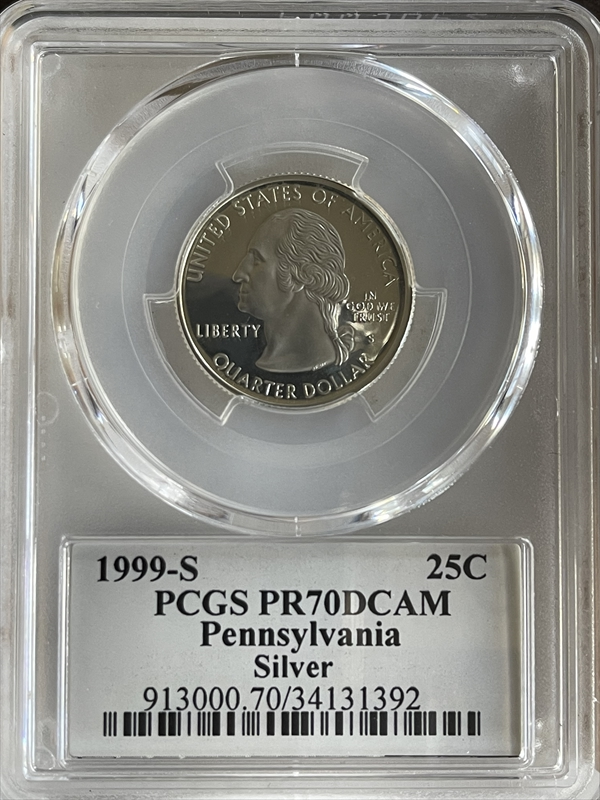 UNITED STATES OF AMERICA
LIBERTY
IN
GOD WE
TRUST
S
QUARTER DOLLAR
1999-S 25C
PCGS PR70DCAM
Pennsylvania
Silver
913000.70/34131392